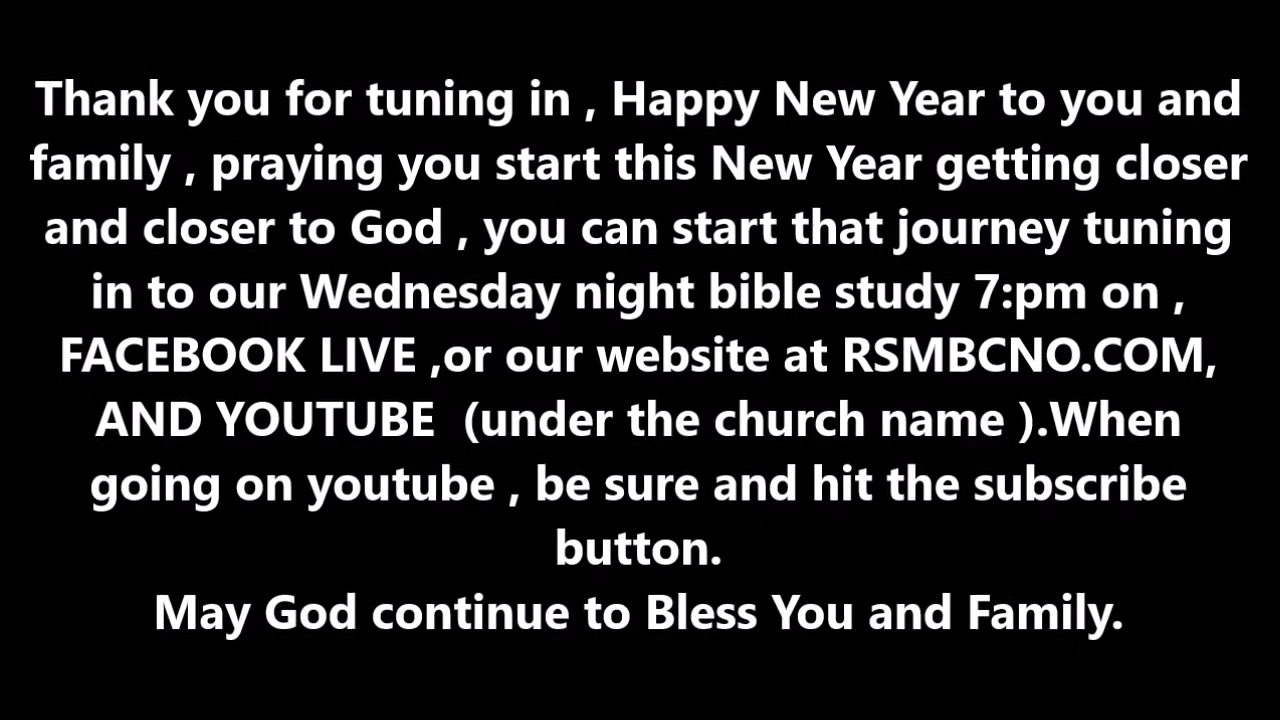 Thank you for tuning in , Happy New Year to you and
family , praying you start this New Year getting closer
and closer to God , you can start that journey tuning
in to our Wednesday night bible study 7:pm on ,
FACEBOOK LIVE ,or our website at RSMBCNO.COM,
AND YOUTUBE  (under the church name ).When
going on youtube , be sure and hit the subscribe
button.
May God continue to Bless You and Family.